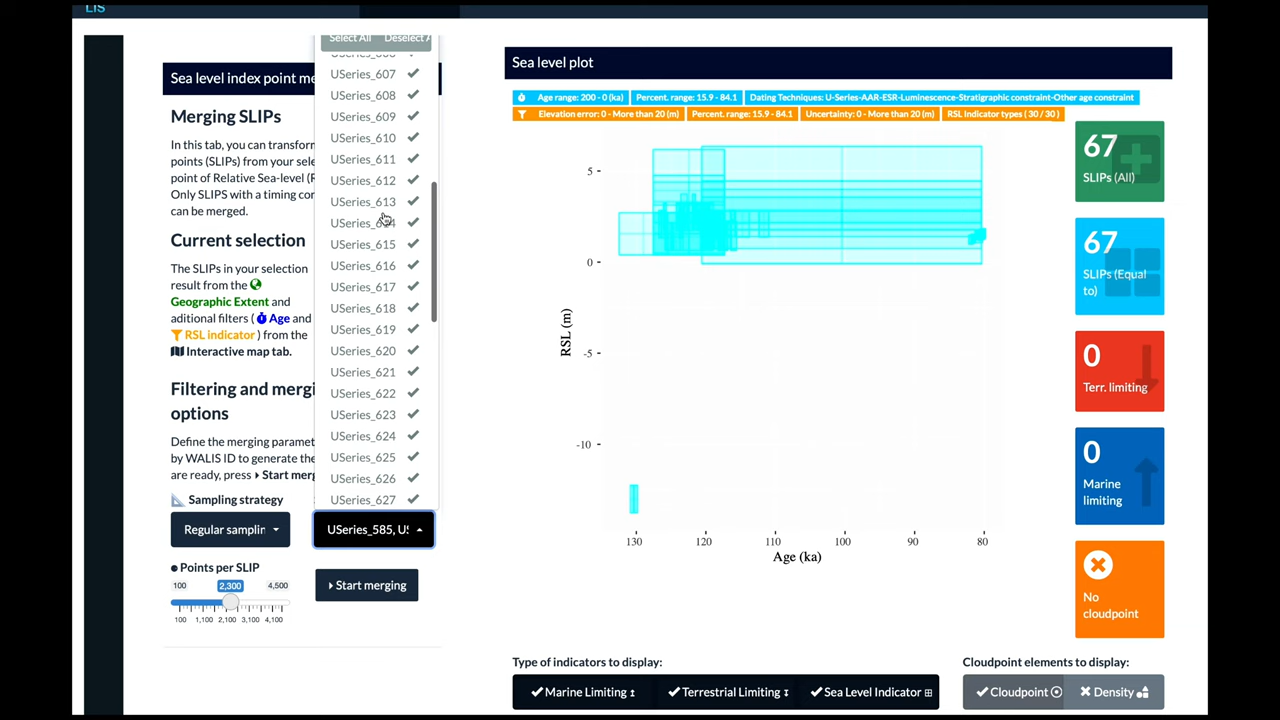 LIS
Sea level index point me
Merging SLIPs
In this tab, you can transform
points (SLIPs) from your sele
point of Relative Sea-level (R
Only SLIPS with a timing con
can be merged.
Current selection
The SLIPs in your selection
result from the
Geographic Extent and
aditional filters ( Age and
RSL indicator ) from the
Interactive map tab.
Filtering and mergi
options
Define the merging paramet
by WALIS ID to generate the
are ready, press Start merg
Sampling strategy
Regular samplin
USeries_585, US
Points per SLIP
100 2,300 4,500
100 1,100 2,100 3,100 4,100
Start merging
Select All Deselect A
USeries_607
USeries_608
USeries_609
USeries_610
USeries_611
USeries_612
USeries_613
USeries_614
USeries_615
USeries_616
USeries_617
USeries_618
USeries_619
USeries_620
USeries_621
USeries_622
USeries_623
USeries_624
USeries_625
USeries_626
USeries_627
Sea level plot
Age range: 200 - 0 (ka) Percent. range: 15.9 - 84.1 Dating Techniques: U-Series-AAR-ESR-Luminescence-Stratigraphic constraint-Other age constraint
Elevation error: 0 - More than 20 (m) Percent. range: 15.9 - 84.1 Uncertainty: 0 - More than 20 (m) RSL Indicator types ( 30 / 30 )
5
0
-5
-10
RSL (m)
130 120 110 100 90 80
Age (ka)
67
SLIPs (All)
67
SLIPs (Equal
to)
0
Terr. limiting
0
Marine
limiting
No
cloudpoint
Type of indicators to display:
Marine Limiting Terrestrial Limiting Sea Level Indicator
Cloudpoint elements to display:
Cloudpoint Density